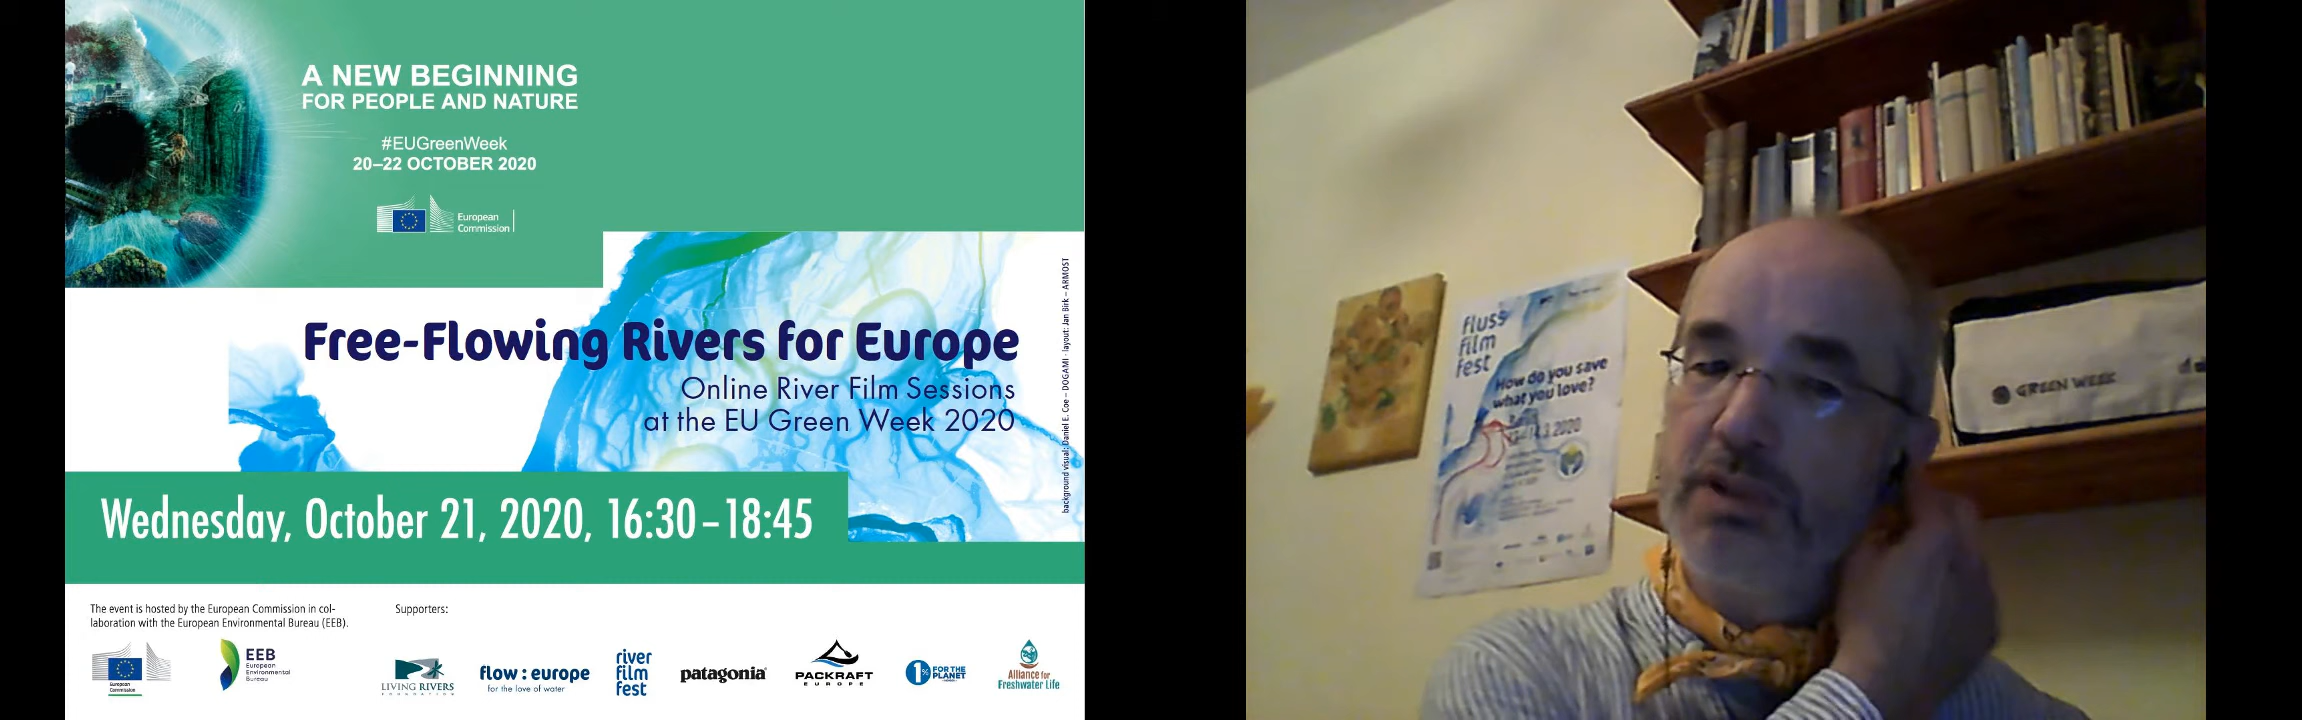 A NEW BEGINNING
FOR PEOPLE AND NATURE
#EUGreenWeek
20–22 OCTOBER 2020
European
Commission
Free-Flowing Rivers for Europe
Online River Film Sessions
at the EU Green Week 2020
background visual: Daniel E. Coe – DOGAMI · layout: Jan Birk – ARMOST
Wednesday, October 21, 2020, 16:30–18:45
The event is hosted by the European Commission in col-
laboration with the European Environmental Bureau (EEB).
Supporters:
European
Commission
EEB
European
Environmental
Bureau
LIVING RIVERS
FOUNDATION
flow : europe
for the love of water
river
film
fest
patagonia
PACKRAFT
EUROPE
1%
FOR THE
PLANET
Alliance for
Freshwater Life
fluss
film
fest
How do you save
what you love?
2020
GREEN WEEK